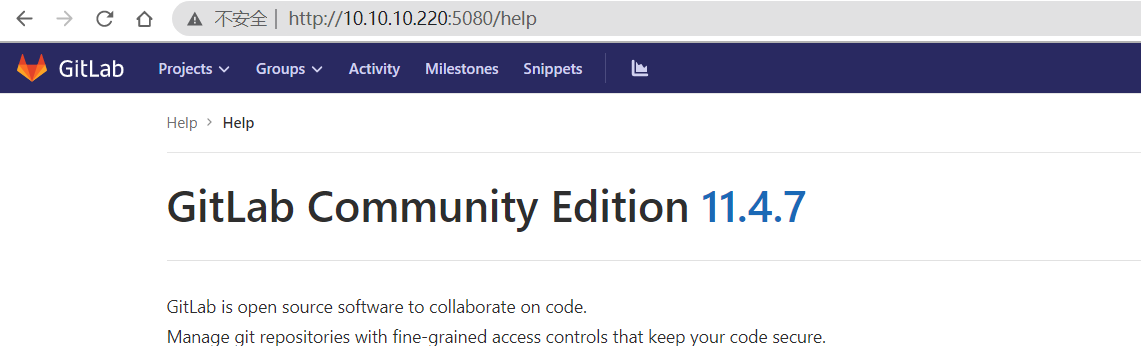 不安全 | http://10.10.10.220:5080/help
GitLab Projects Groups Activity Milestones Snippets
Help > Help
GitLab Community Edition 11.4.7
GitLab is open source software to collaborate on code.
Manage git repositories with fine-grained access controls that keep your code secure.